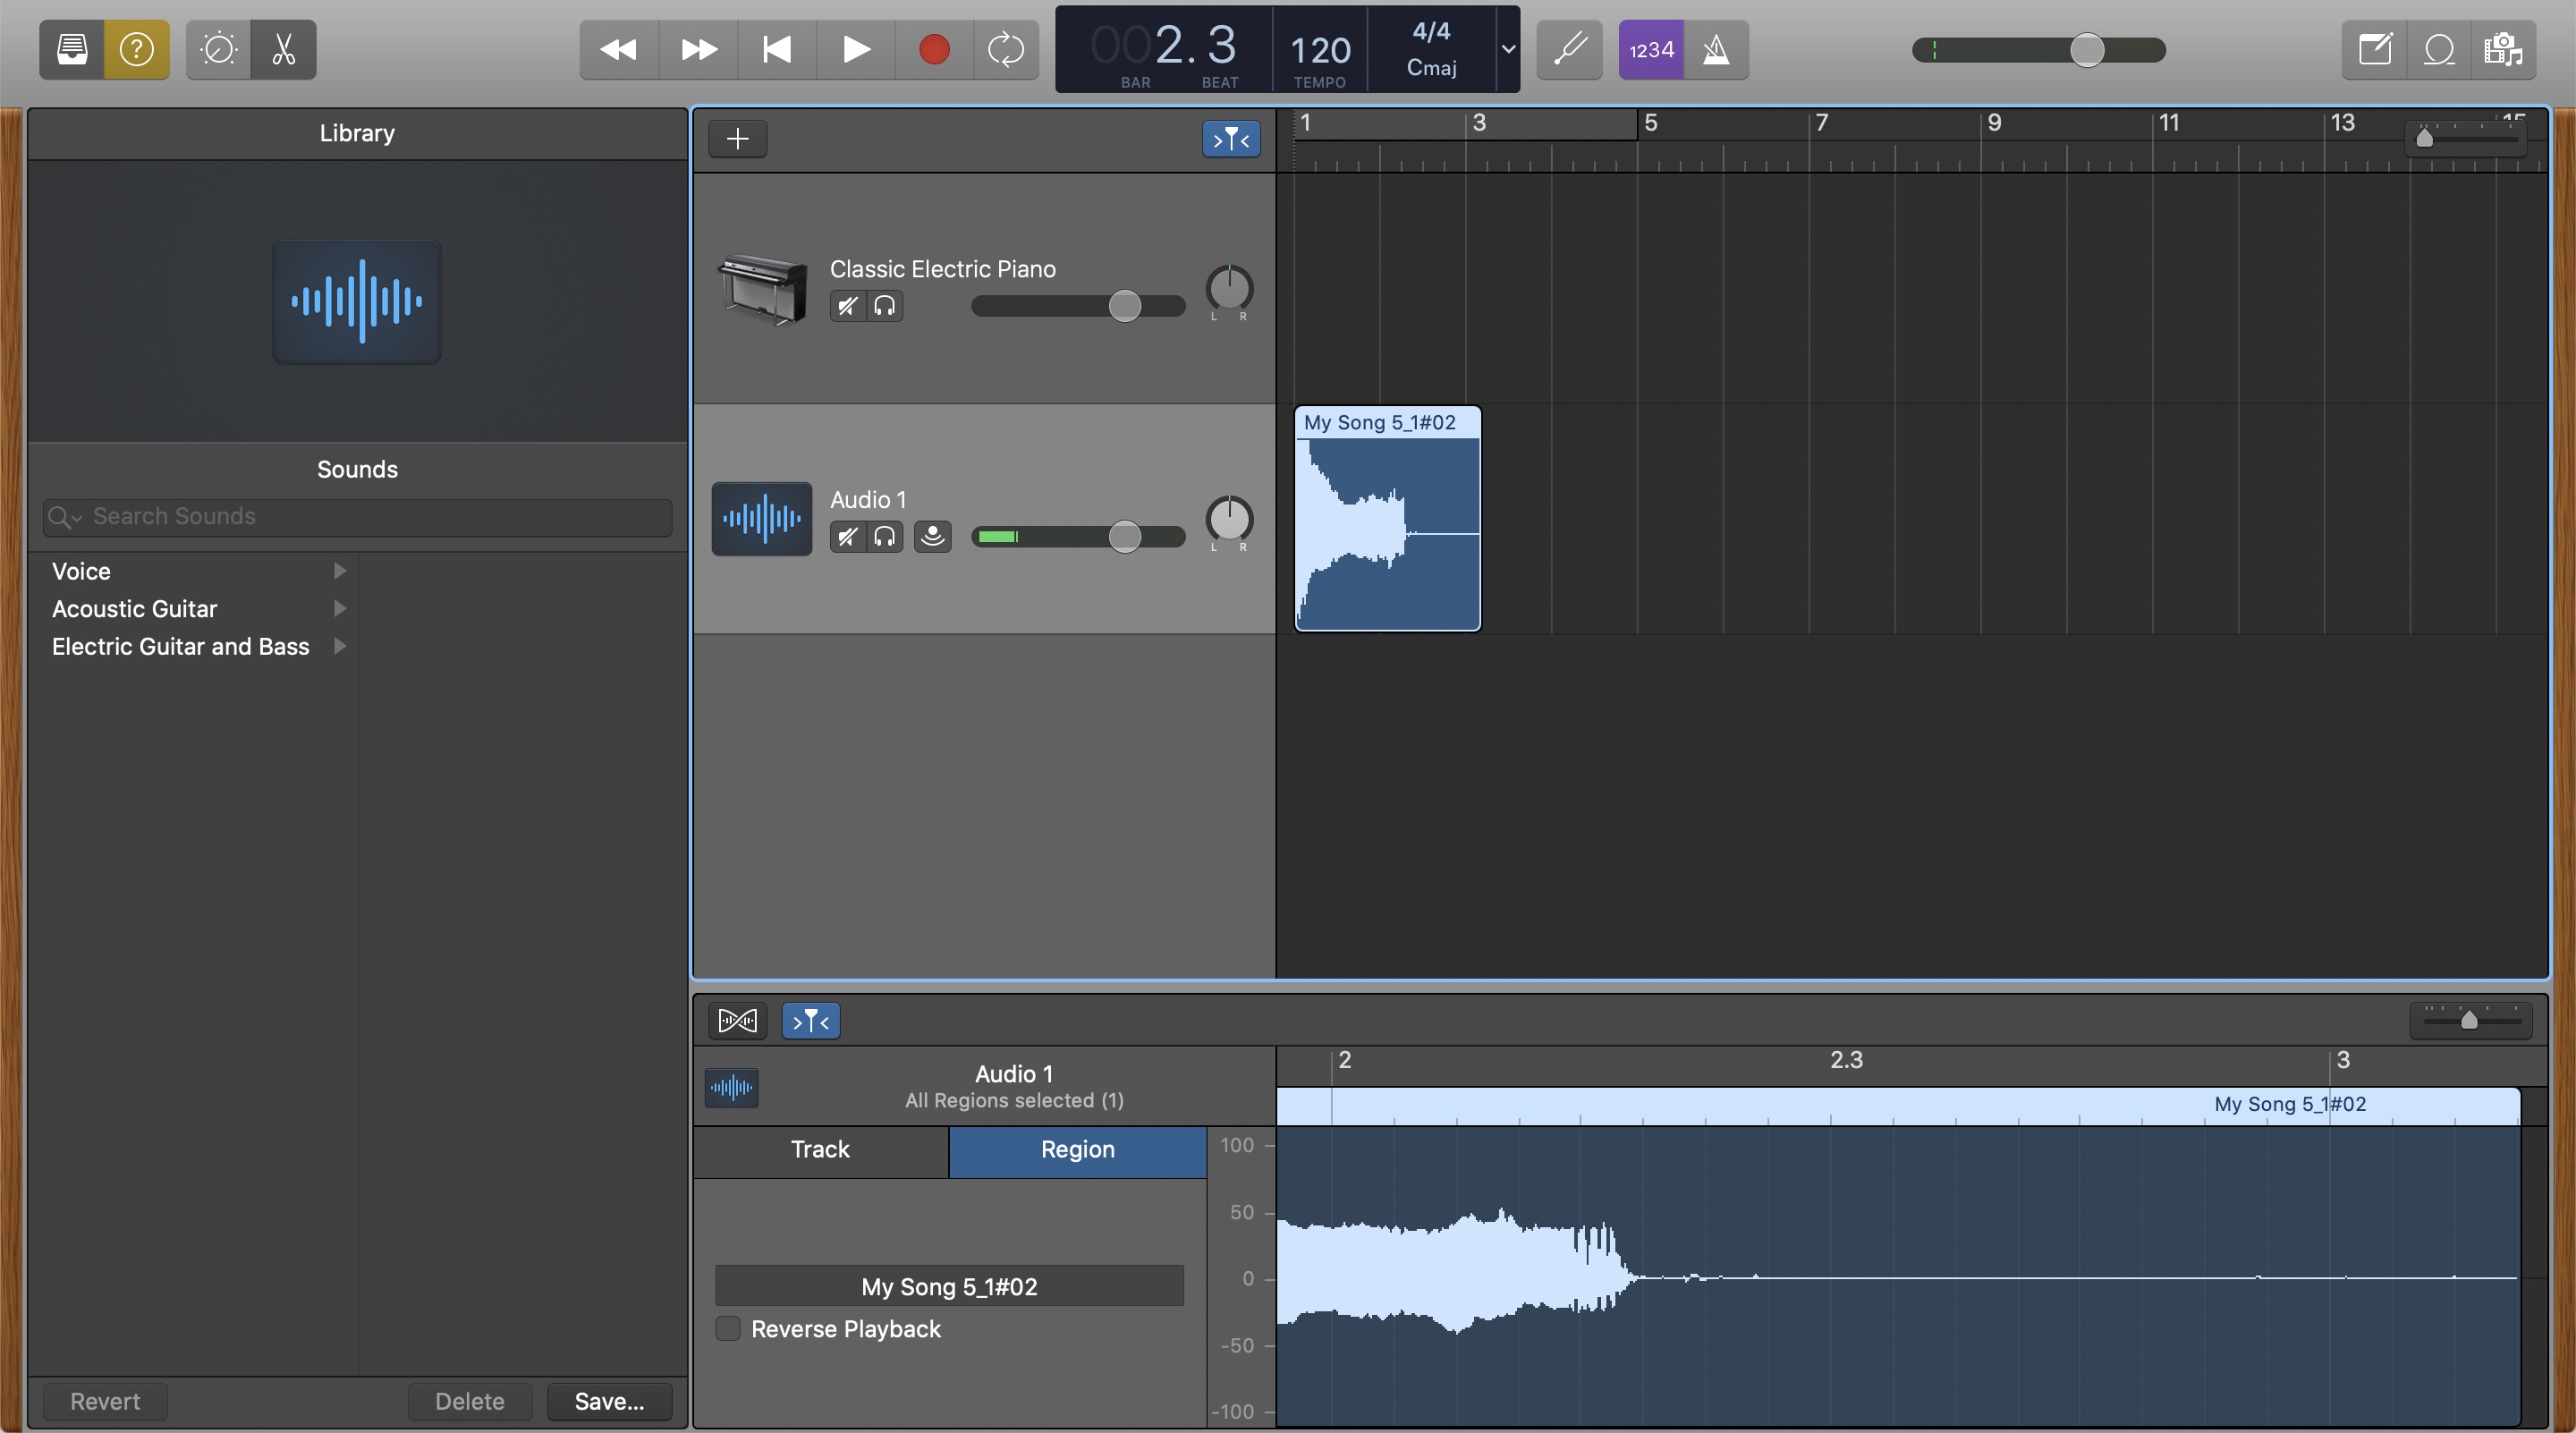 ?
002.3
BAR
BEAT
120
TEMPO
4/4
Cmaj
1234
Library
Sounds
Search Sounds
Voice
Acoustic Guitar
Electric Guitar and Bass
Revert
Delete
Save...
1
3
5
7
9
11
13
15
Classic Electric Piano
L R
My Song 5_1#02
Audio 1
L R
2
2.3
3
Audio 1
All Regions selected (1)
My Song 5_1#02
Track
Region
100
50
0
-50
-100
My Song 5_1#02
Reverse Playback